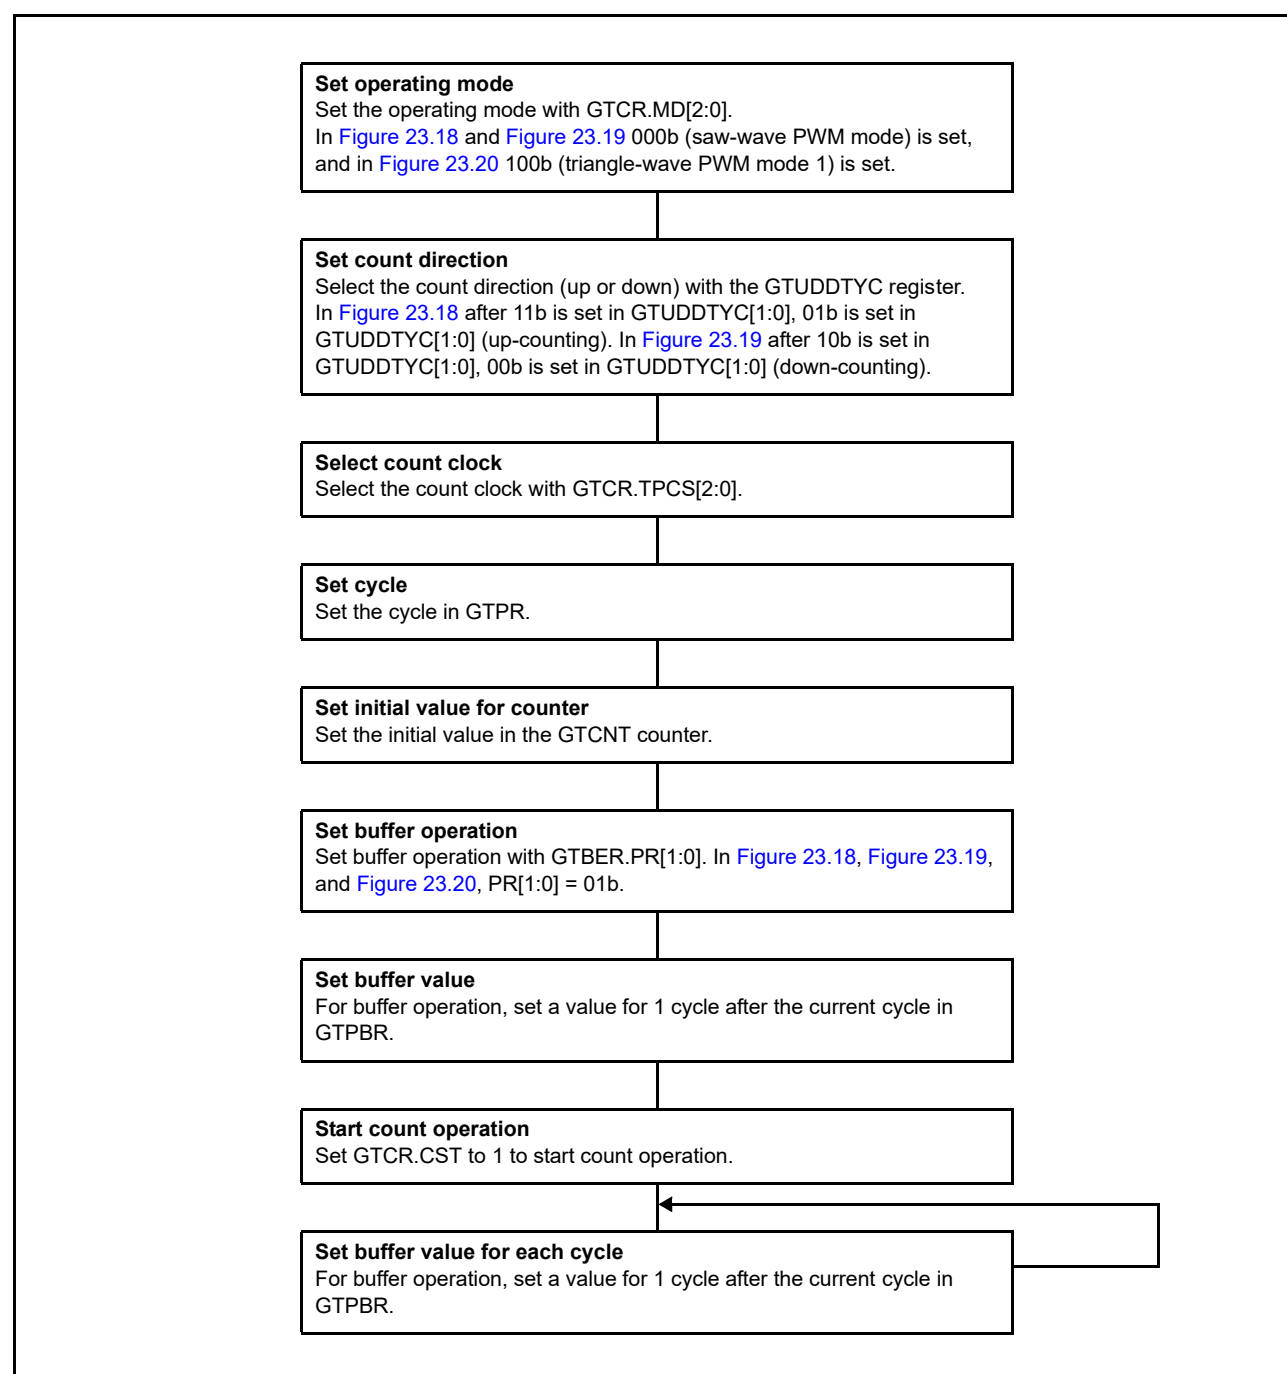 Set operating mode
Set the operating mode with GTCR.MD[2:0].
In Figure 23.18 and Figure 23.19 000b (saw-wave PWM mode) is set,
and in Figure 23.20 100b (triangle-wave PWM mode 1) is set.
Set count direction
Select the count direction (up or down) with the GTUDDTYC register.
In Figure 23.18 after 11b is set in GTUDDTYC[1:0], 01b is set in
GTUDDTYC[1:0] (up-counting). In Figure 23.19 after 10b is set in
GTUDDTYC[1:0], 00b is set in GTUDDTYC[1:0] (down-counting).
Select count clock
Select the count clock with GTCR.TPCS[2:0].
Set cycle
Set the cycle in GTPR.
Set initial value for counter
Set the initial value in the GTCNT counter.
Set buffer operation
Set buffer operation with GTBER.PR[1:0]. In Figure 23.18, Figure 23.19,
and Figure 23.20, PR[1:0] = 01b.
Set buffer value
For buffer operation, set a value for 1 cycle after the current cycle in
GTPBR.
Start count operation
Set GTCR.CST to 1 to start count operation.
Set buffer value for each cycle
For buffer operation, set a value for 1 cycle after the current cycle in
GTPBR.